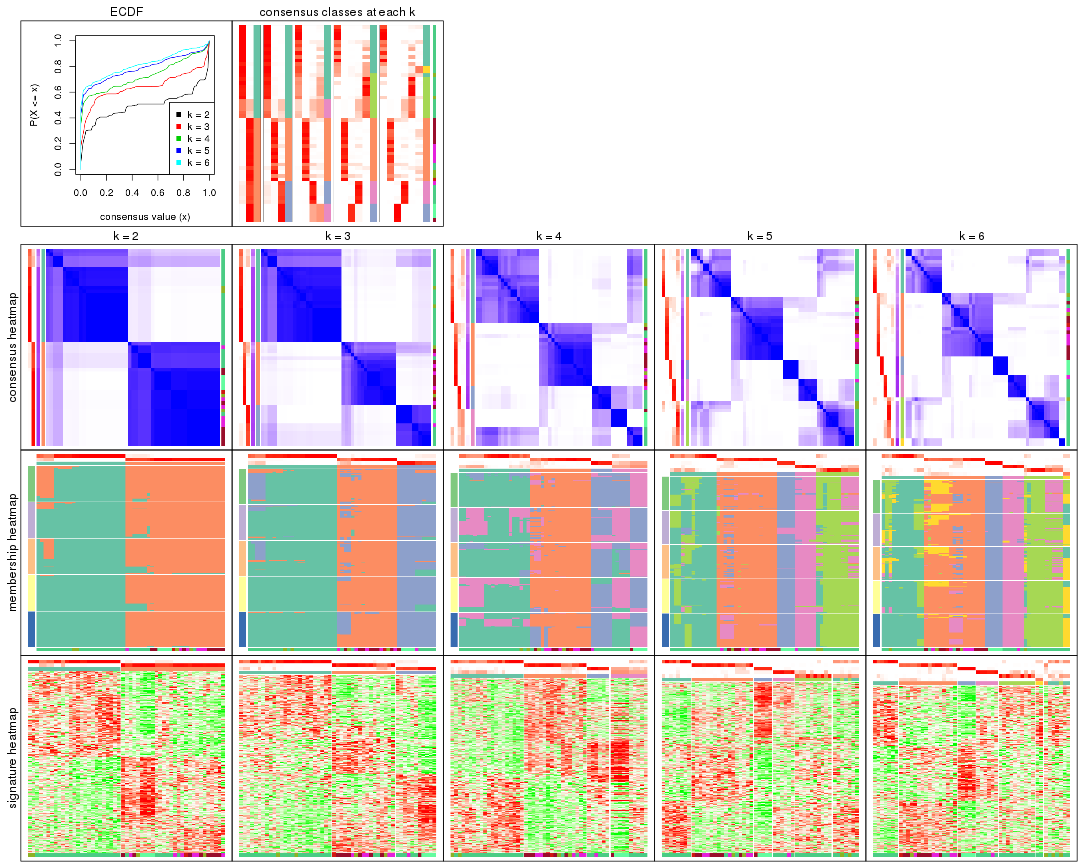 ECDF
consensus classes at each k
P(X <= x)
0.0 0.2 0.4 0.6 0.8 1.0
k = 2
k = 3
k = 4
k = 5
k = 6
0.0 0.2 0.4 0.6 0.8 1.0
consensus value (x)
k = 2
k = 3
k = 4
k = 5
k = 6
consensus heatmap
membership heatmap
signature heatmap